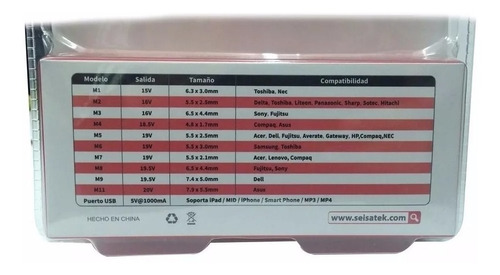 Modelo Salida Tamaño Compatibilidad
M1 15V 6.3 x 3.0mm Toshiba, Nec
M2 16V 5.5 x 2.5mm Delta, Toshiba, Liteon, Panasonic, Sharp, Sotec, Hitachi
M3 16V 6.5 x 4.4mm Sony, Fujitsu
M4 18.5V 4.8 x 1.7mm Compaq, Asus
M5 19V 5.5 x 2.5mm Acer, Dell, Fujitsu, Averate, Gateway, HP,Compaq,NEC
M6 19V 5.5 x 3.0mm Samsung, Toshiba
M7 19V 5.5 x 2.1mm Acer, Lenovo, Compaq
M8 19.5V 6.5 x 4.4mm Fujitsu, Sony
M9 19.5V 7.4 x 5.0mm Dell
M11 20V 7.9 x 5.5mm Asus
Puerto USB 5V@1000mA Soporta iPad / MID / iPhone / Smart Phone / MP3 / MP4
HECHO EN CHINA
www.seisatek.com